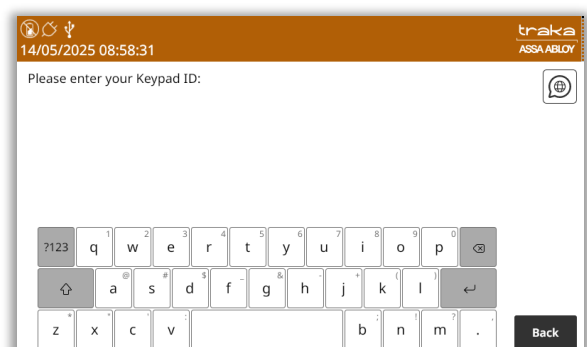 traka
14/05/2025 08:58:31
ASSA ABLOY
Please enter your Keypad ID:
?123 q 1 w 2 e 3 r 4 t 5 y 6 u 7 i 8 o 9 p 0
a @ s # d $ f _ g & h - j + k ( l )
z * x " c ' v : b ; n ! m ? . ,
Back